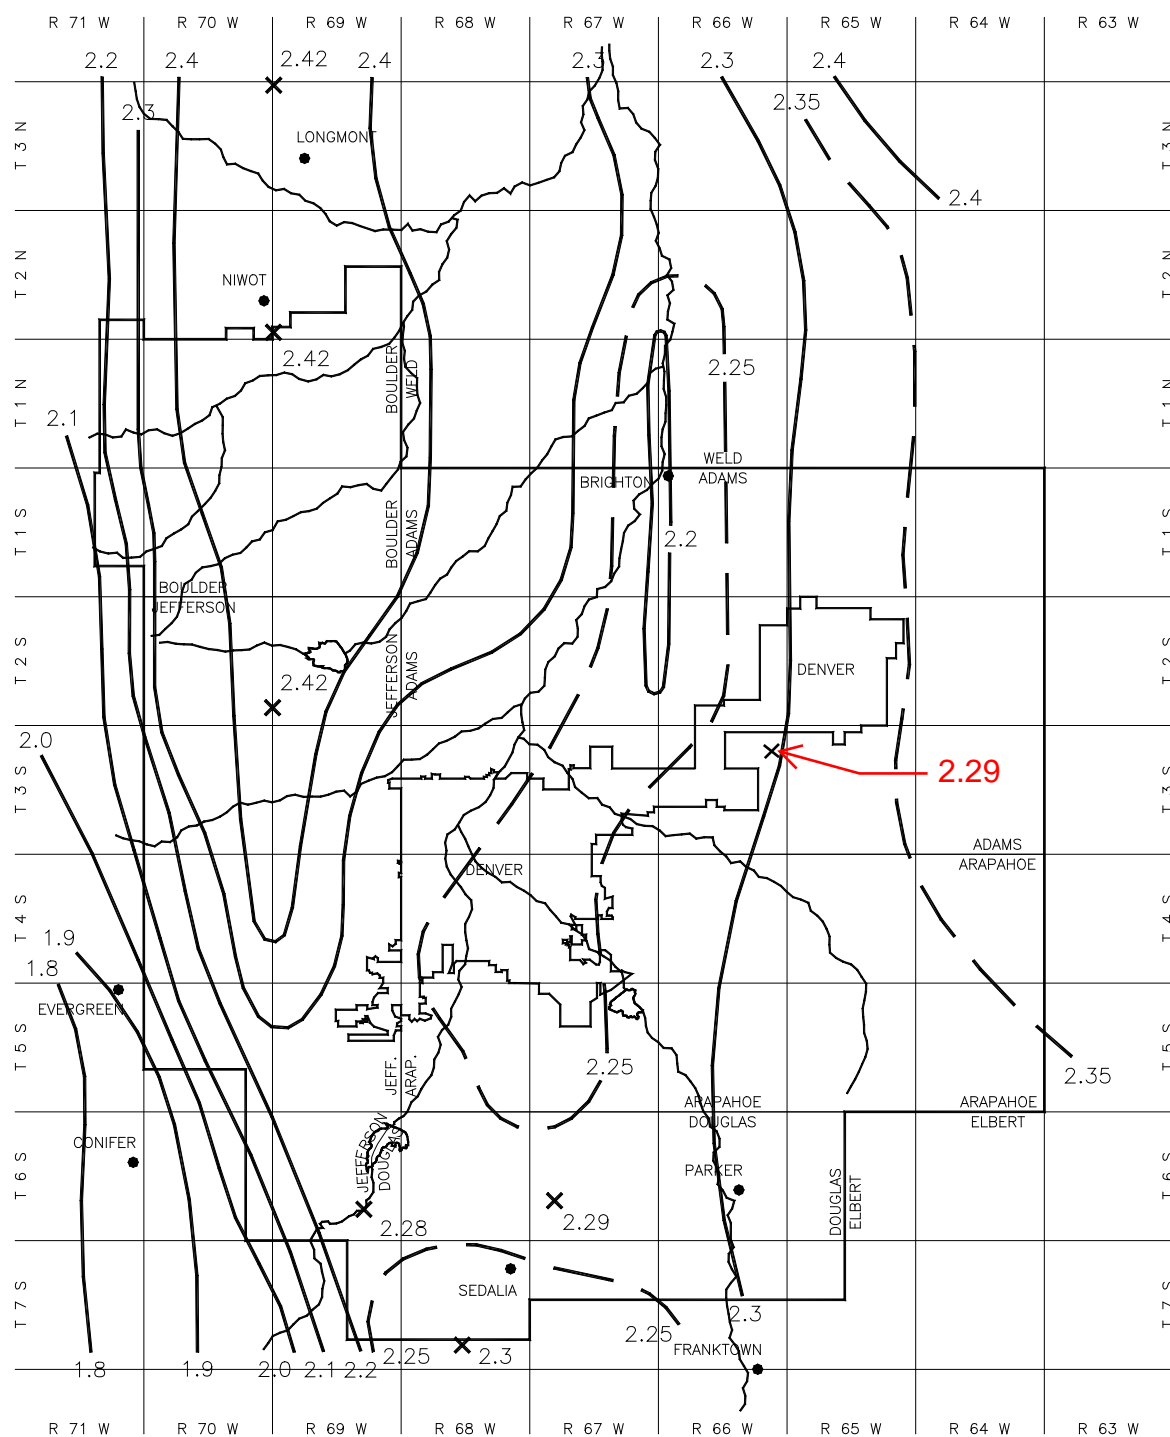 R 71 W R 70 W R 69 W R 68 W R 67 W R 66 W R 65 W R 64 W R 63 W
2.2 2.4 2.42 2.4 2.3 2.3 2.4
2.3 2.35
LONGMONT
T 3 N T 3 N
2.4
NIWOT
T 2 N T 2 N
2.42 2.25
BOULDER
WELD
T 1 N T 1 N
2.1
WELD
BRIGHTON ADAMS
BOULDER
ADAMS
T 1 S T 1 S
2.2
BOULDER
JEFFERSON
JEFFERSON
ADAMS
T 2 S T 2 S
DENVER
2.42
2.0
2.29
T 3 S T 3 S
ADAMS
ARAPAHOE
DENVER
T 4 S T 4 S
1.9
1.8
EVERGREEN
T 5 S T 5 S
JEFF.
ARAP.
2.25 2.35
ARAPAHOE
DOUGLAS
ARAPAHOE
ELBERT
CONIFER
JEFFERSON
DOUGLAS
T 6 S T 6 S
PARKER
DOUGLAS
ELBERT
2.28 2.29
SEDALIA
T 7 S T 7 S
2.3
2.25
FRANKTOWN
1.8 1.9 2.0 2.1 2.2 2.25 2.3
R 71 W R 70 W R 69 W R 68 W R 67 W R 66 W R 65 W R 64 W R 63 W